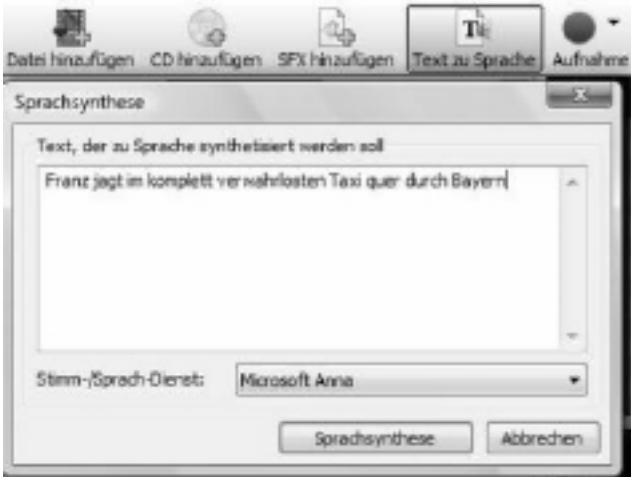 Datei hinzufügen CD hinzufügen SFX hinzufügen Text zu Sprache Aufnahme
Sprachsynthese
Text, der zu Sprache synthetisiert werden soll
Franz jagt im komplett verwahrlosten Taxi quer durch Bayern
Stimm-/Sprach-Dienst: Microsoft Anna
Sprachsynthese Abbrechen